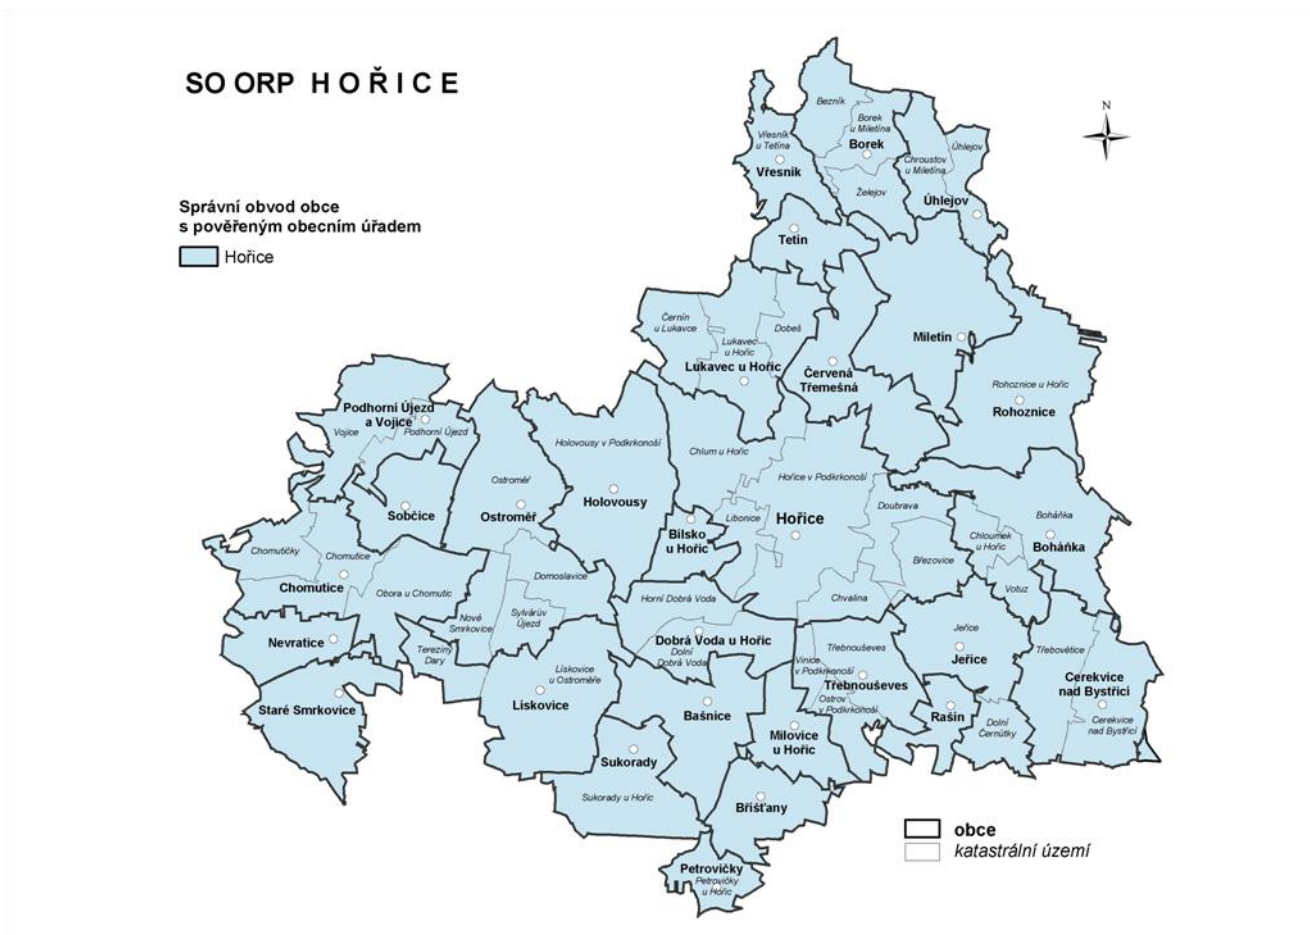 SO ORP HOŘICE
N
Správní obvod obce
s pověřeným obecním úřadem
Hořice
Bezník
Borek
u Miletína
Borek
Vřesník
u Tetína
Vřesník
Chroustov
u Miletína
Úhlejov
Želejov
Úhlejov
Tetín
Černín
u Lukavce
Dobeš
Lukavec
u Hořic
Lukavec u Hořic
Miletín
Červená
Třemešná
Rohoznice u Hořic
Rohoznice
Podhorní Újezd
a Vojice
Vojice
Podhorní Újezd
Holovousy v Podkrkonoší
Chlum u Hořic
Hořice v Podkrkonoší
Ostroměř
Holovousy
Sobčice
Ostroměř
Libonice
Hořice
Doubrava
Boháňka
Bílsko
u Hořic
Chloumek
u Hořic
Boháňka
Chomutičky
Chomutice
Březovice
Domoslavice
Chomutice
Obora u Chomutic
Votuz
Horní Dobrá Voda
Chvalina
Nové
Smrkovice
Sylvárův
Újezd
Nevratice
Dobrá Voda u Hořic
Dolní
Dobrá Voda
Třebnouševes
Jeřice
Jeřice
Třebovětice
Terezíny
Dary
Vinice
v Podkrkonoší
Lískovice
u Ostroměře
Třebnouševes
Cerekvice
nad Bystřicí
Lískovice
Ostrov
v Podkrkonoší
Staré Smrkovice
Bašnice
Rašín
Dolní
Černůtky
Cerekvice
nad Bystřicí
Milovice
u Hořic
Sukorady
Sukorady u Hořic
Bříšťany
Petrovičky
Petrovičky
u Hořic
obce
katastrální území